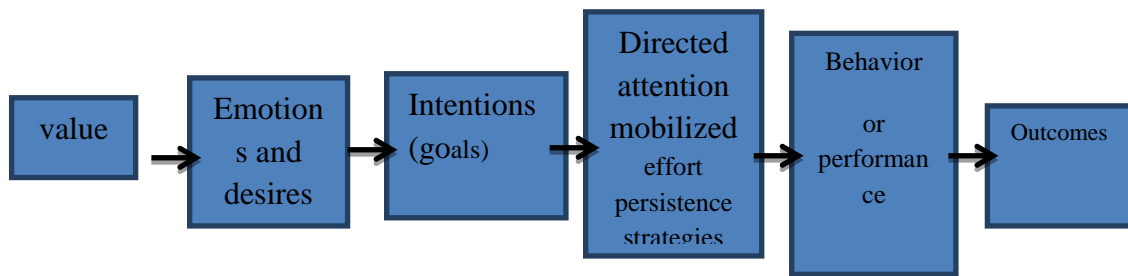 value
Emotion
s and
desires
Intentions
(goals)
Directed
attention
mobilized
effort
persistence
strategies
Behavior
or
performan
ce
Outcomes